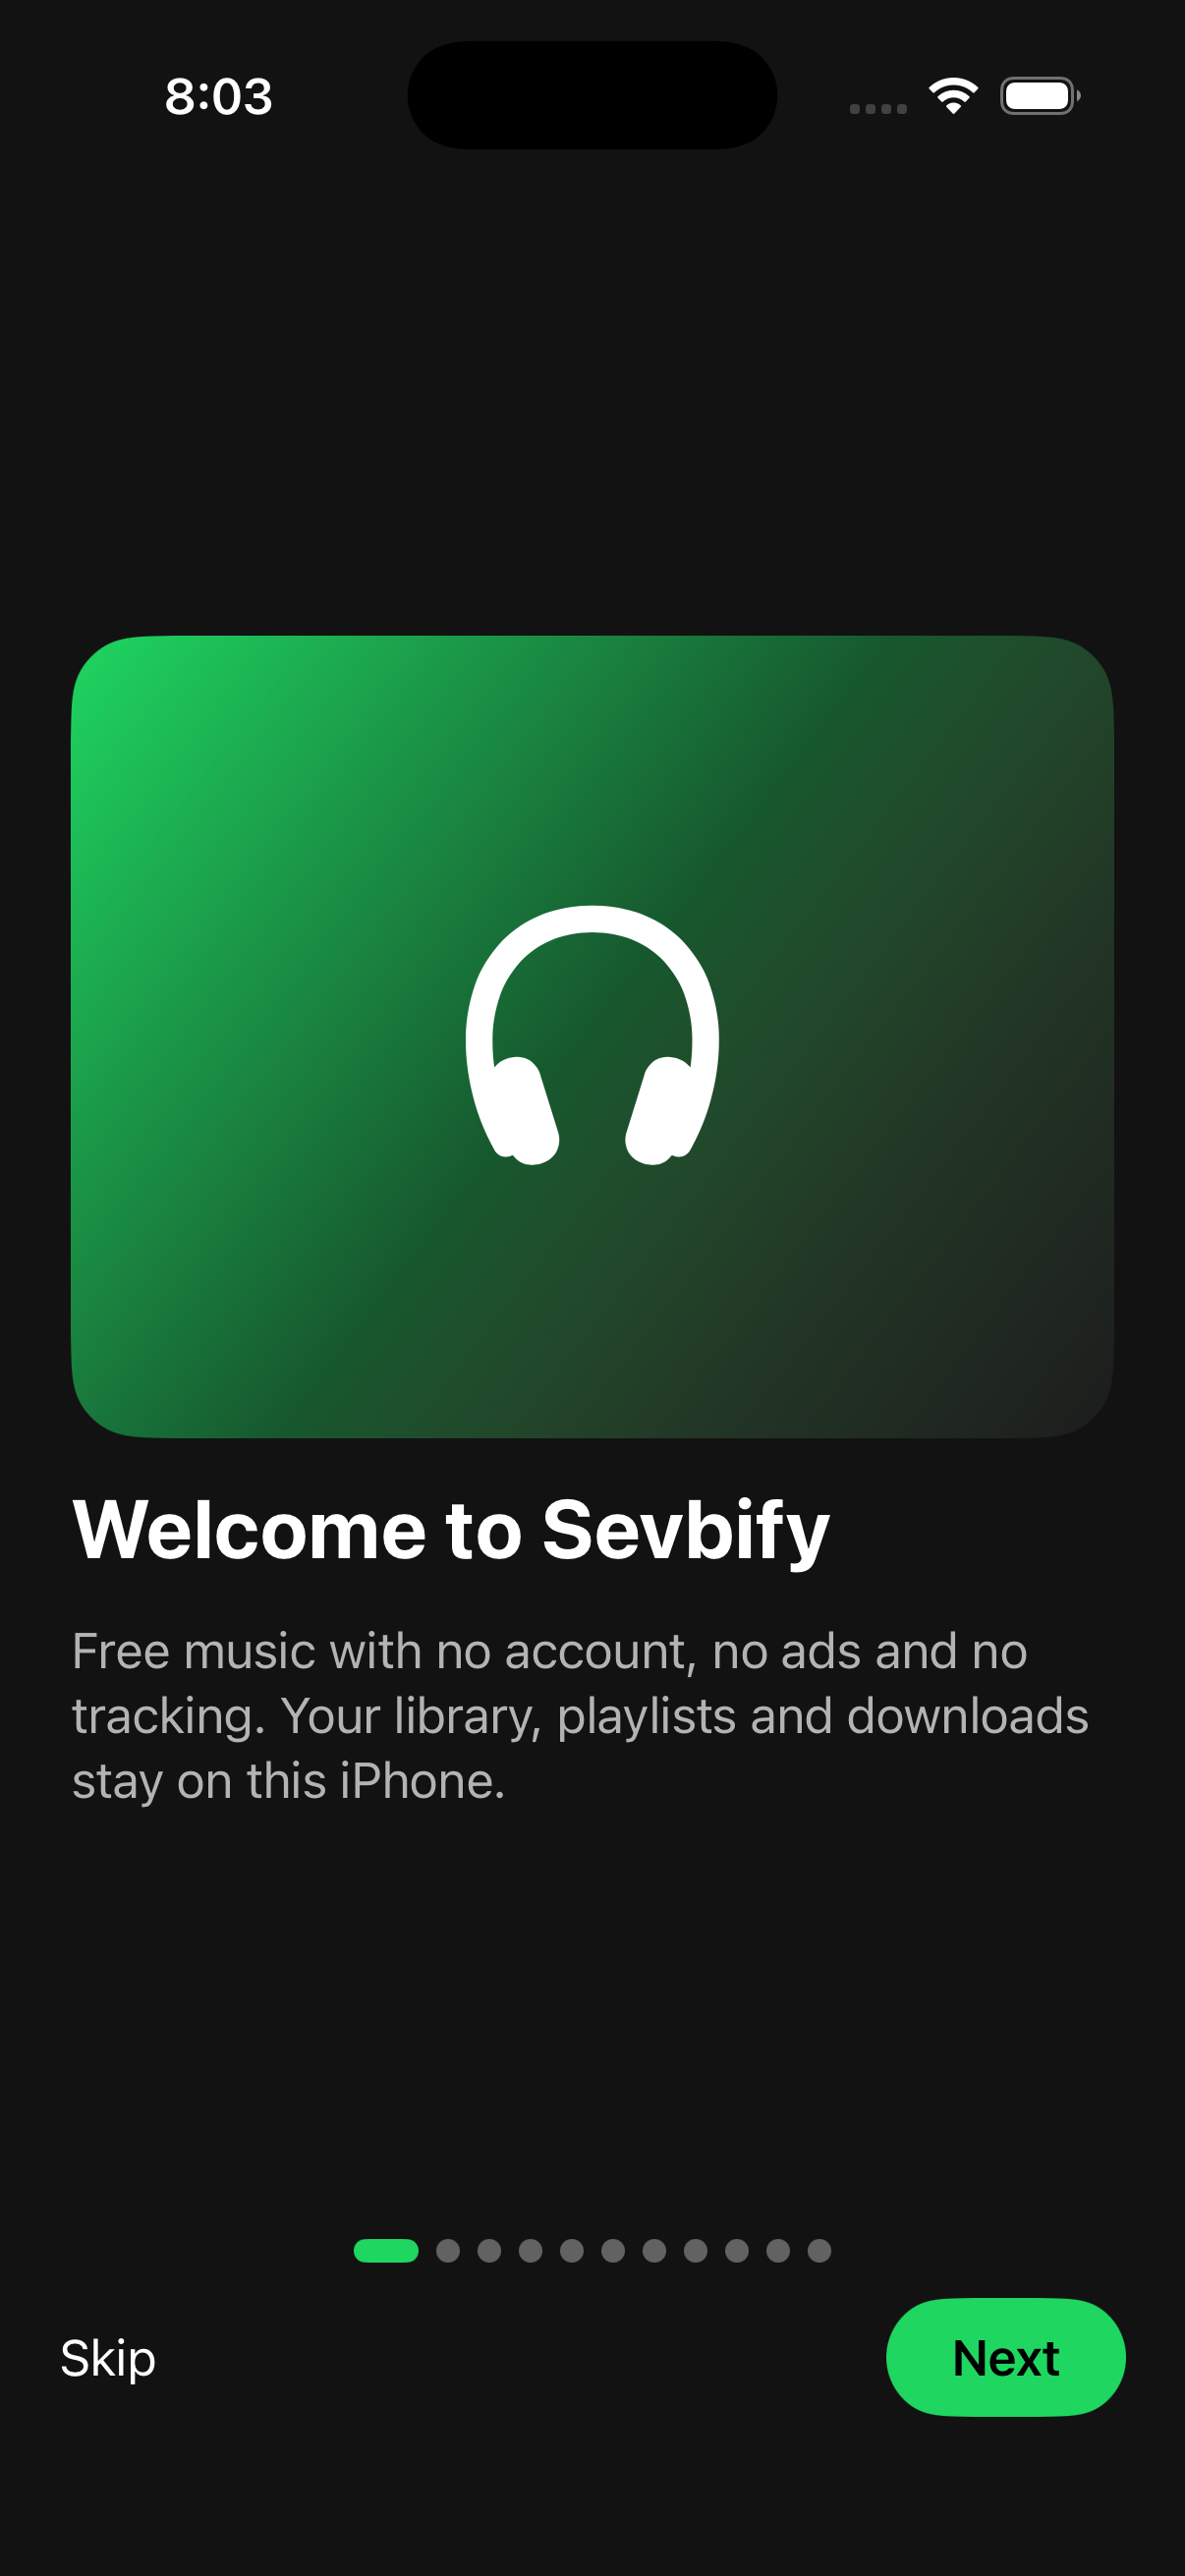 8:03
Welcome to Sevbify
Free music with no account, no ads and no
tracking. Your library, playlists and downloads
stay on this iPhone.
Skip
Next